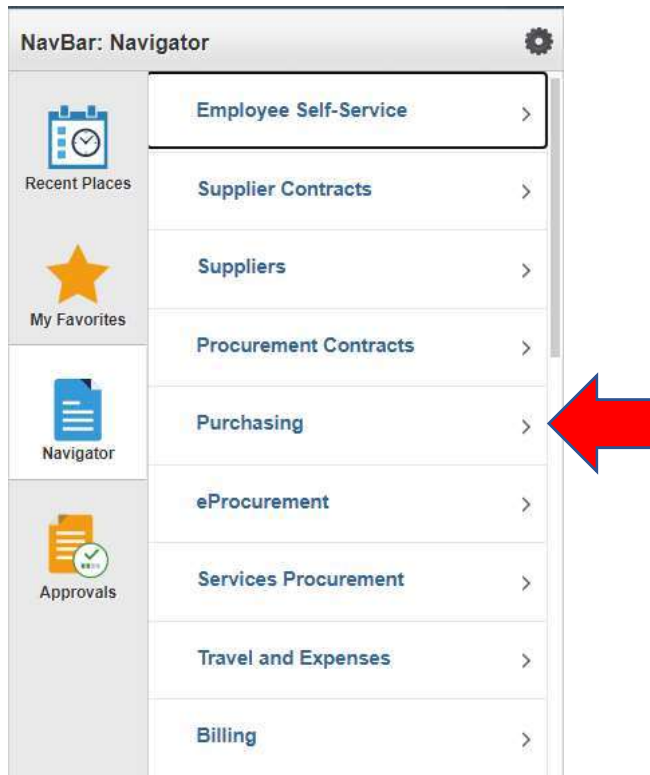 NavBar: Navigator
Recent Places
My Favorites
Navigator
Approvals
Employee Self-Service
Supplier Contracts
Suppliers
Procurement Contracts
Purchasing
eProcurement
Services Procurement
Travel and Expenses
Billing